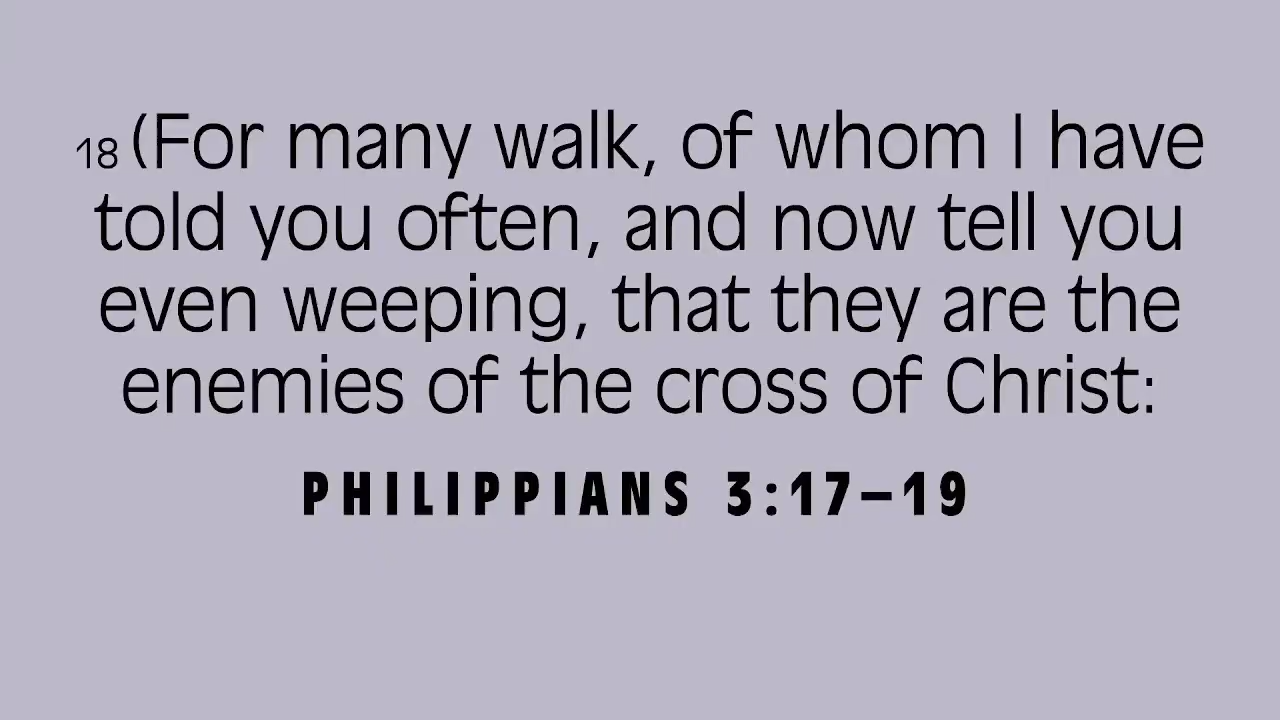 18 (For many walk, of whom I have
told you often, and now tell you
even weeping, that they are the
enemies of the cross of Christ:
PHILIPPIANS 3:17–19